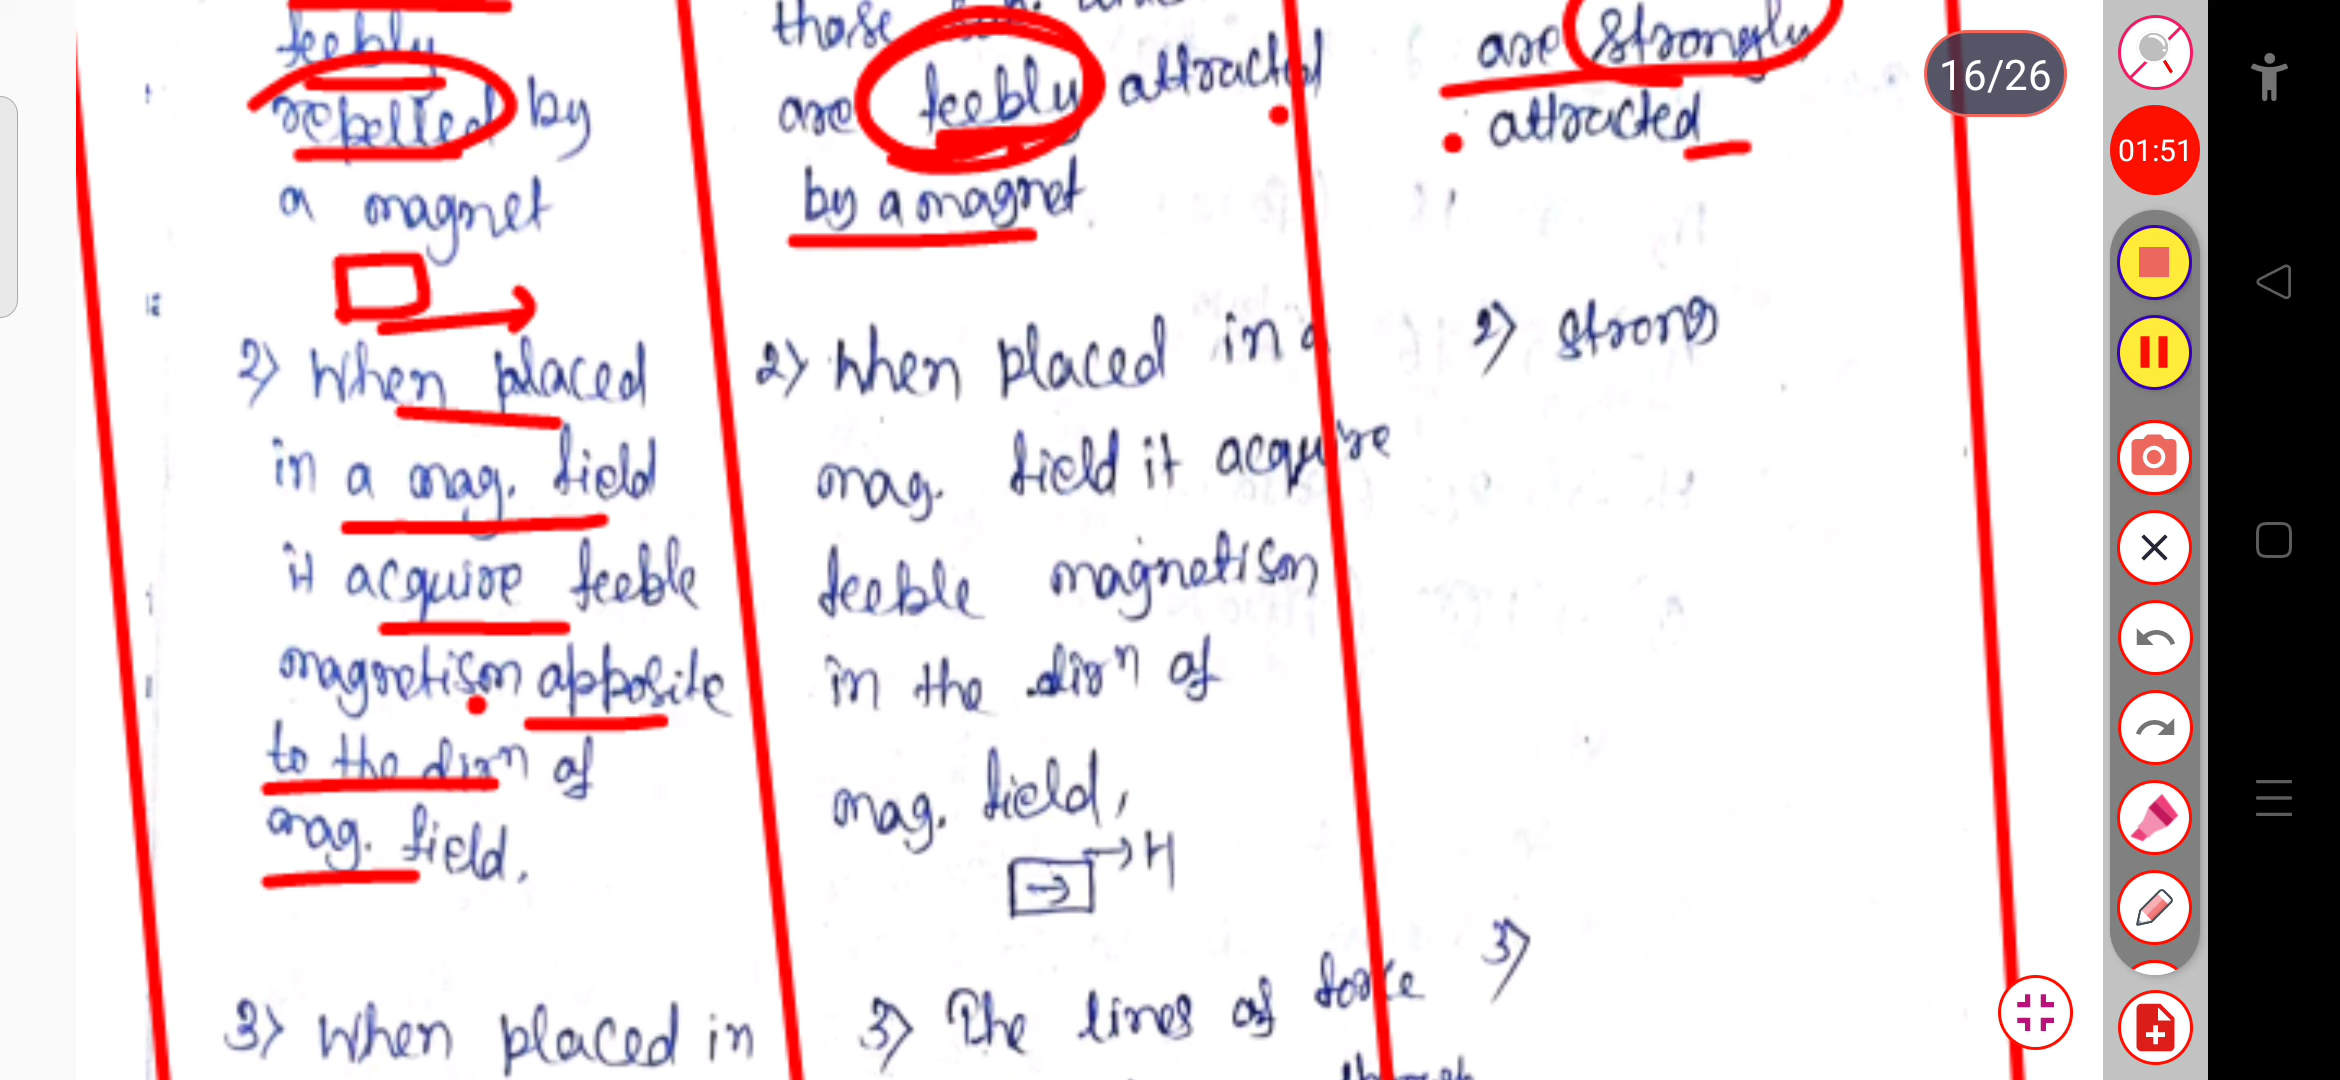 feebly
repelled by
a magnet
2) When placed
in a mag. field
it acquire feeble
magnetism opposite
to the dirn of
mag. field.
3) When placed in
those
are feebly attracted
by a magnet
2) When placed in a
mag. field it acquire
feeble magnetism
in the dirn of
mag. field,
→ H
→
3) The lines of force
through
are strongly
attracted
2) strong
3)
16/26
01:51